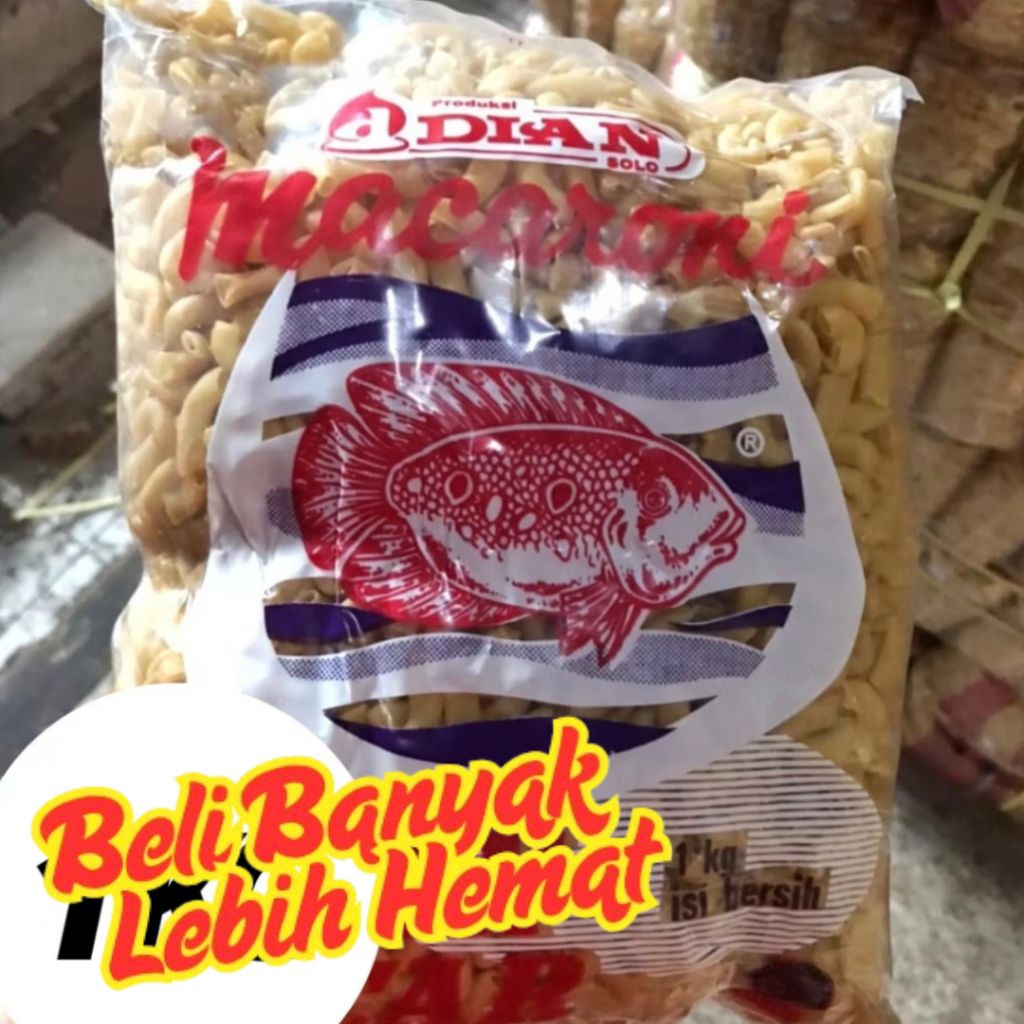 Produksi
DIAN
SOLO
macaroni
®
Beli Banyak
Lebih Hemat
1 kg
isi bersih